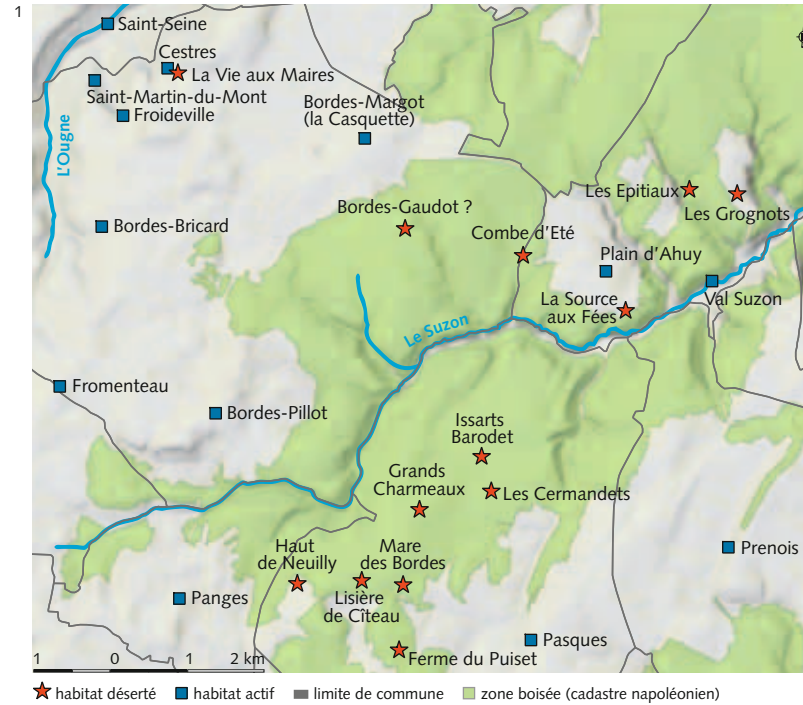 1
Saint-Seine
Cestres
La Vie aux Maires
Saint-Martin-du-Mont
Froideville
Bordes-Margot
(la Casquette)
L'Ougne
Les Epitiaux
Les Grognots
Bordes-Gaudot ?
Bordes-Bricard
Combe d'Eté
Plain d'Ahuy
La Source
aux Fées
Val Suzon
Le Suzon
Fromenteau
Bordes-Pillot
Issarts
Barodet
Grands
Charmeaux
Les Cermandets
Haut
de Neuilly
Mare
des Bordes
Prenois
Panges
Lisière
de Cîteau
Pasques
Ferme du Puiset
1 0 1 2 km
habitat déserté habitat actif limite de commune zone boisée (cadastre napoléonien)